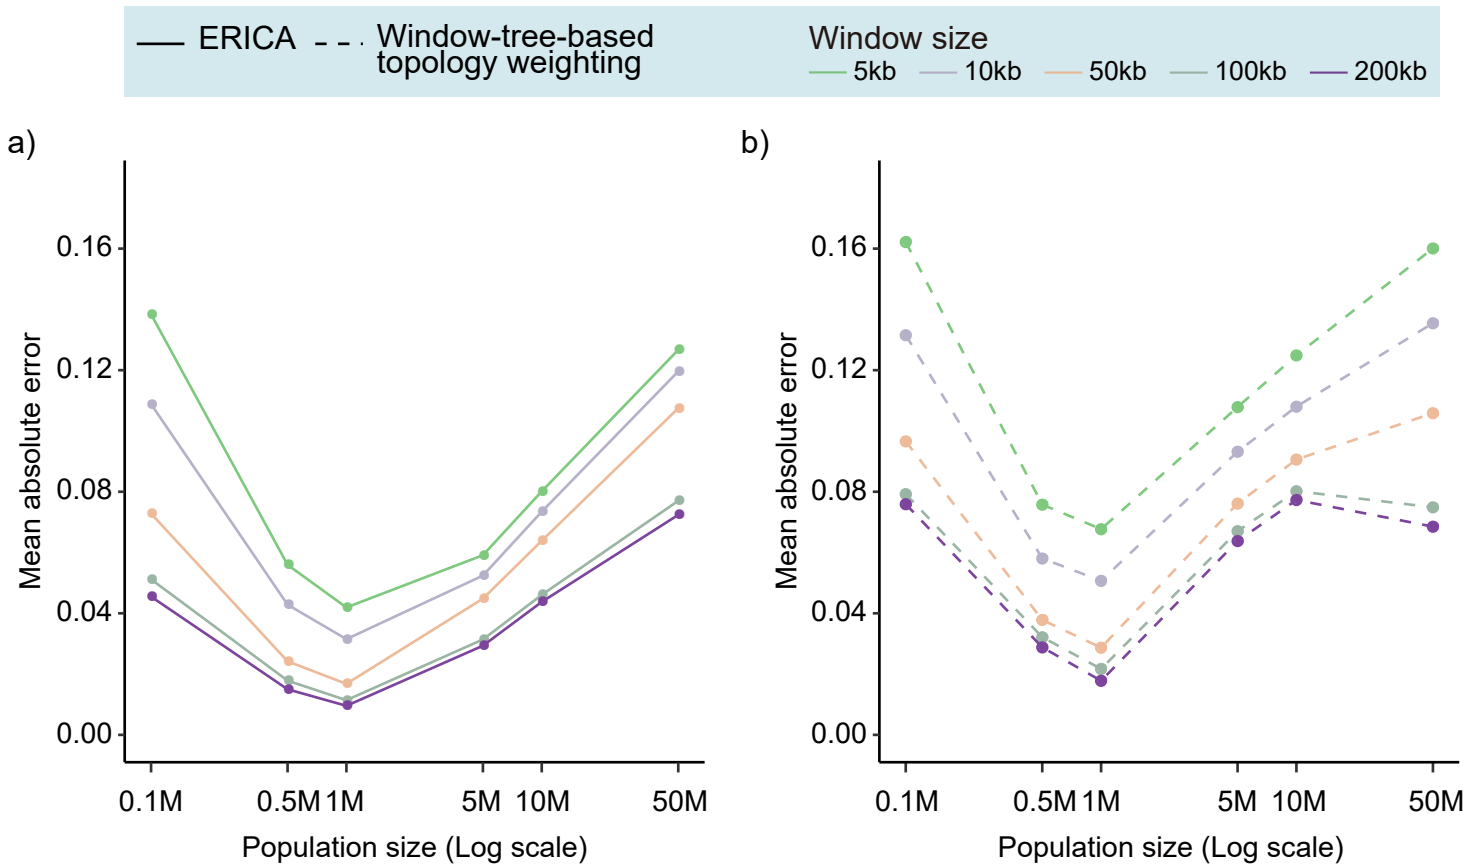 ERICA
Window-tree-based
topology weighting
Window size
5kb
10kb
50kb
100kb
200kb
a)
0.16
0.12
0.08
0.04
0.00
Mean absolute error
0.1M
0.5M
1M
5M
10M
50M
Population size (Log scale)
b)
0.16
0.12
0.08
0.04
0.00
Mean absolute error
0.1M
0.5M
1M
5M
10M
50M
Population size (Log scale)